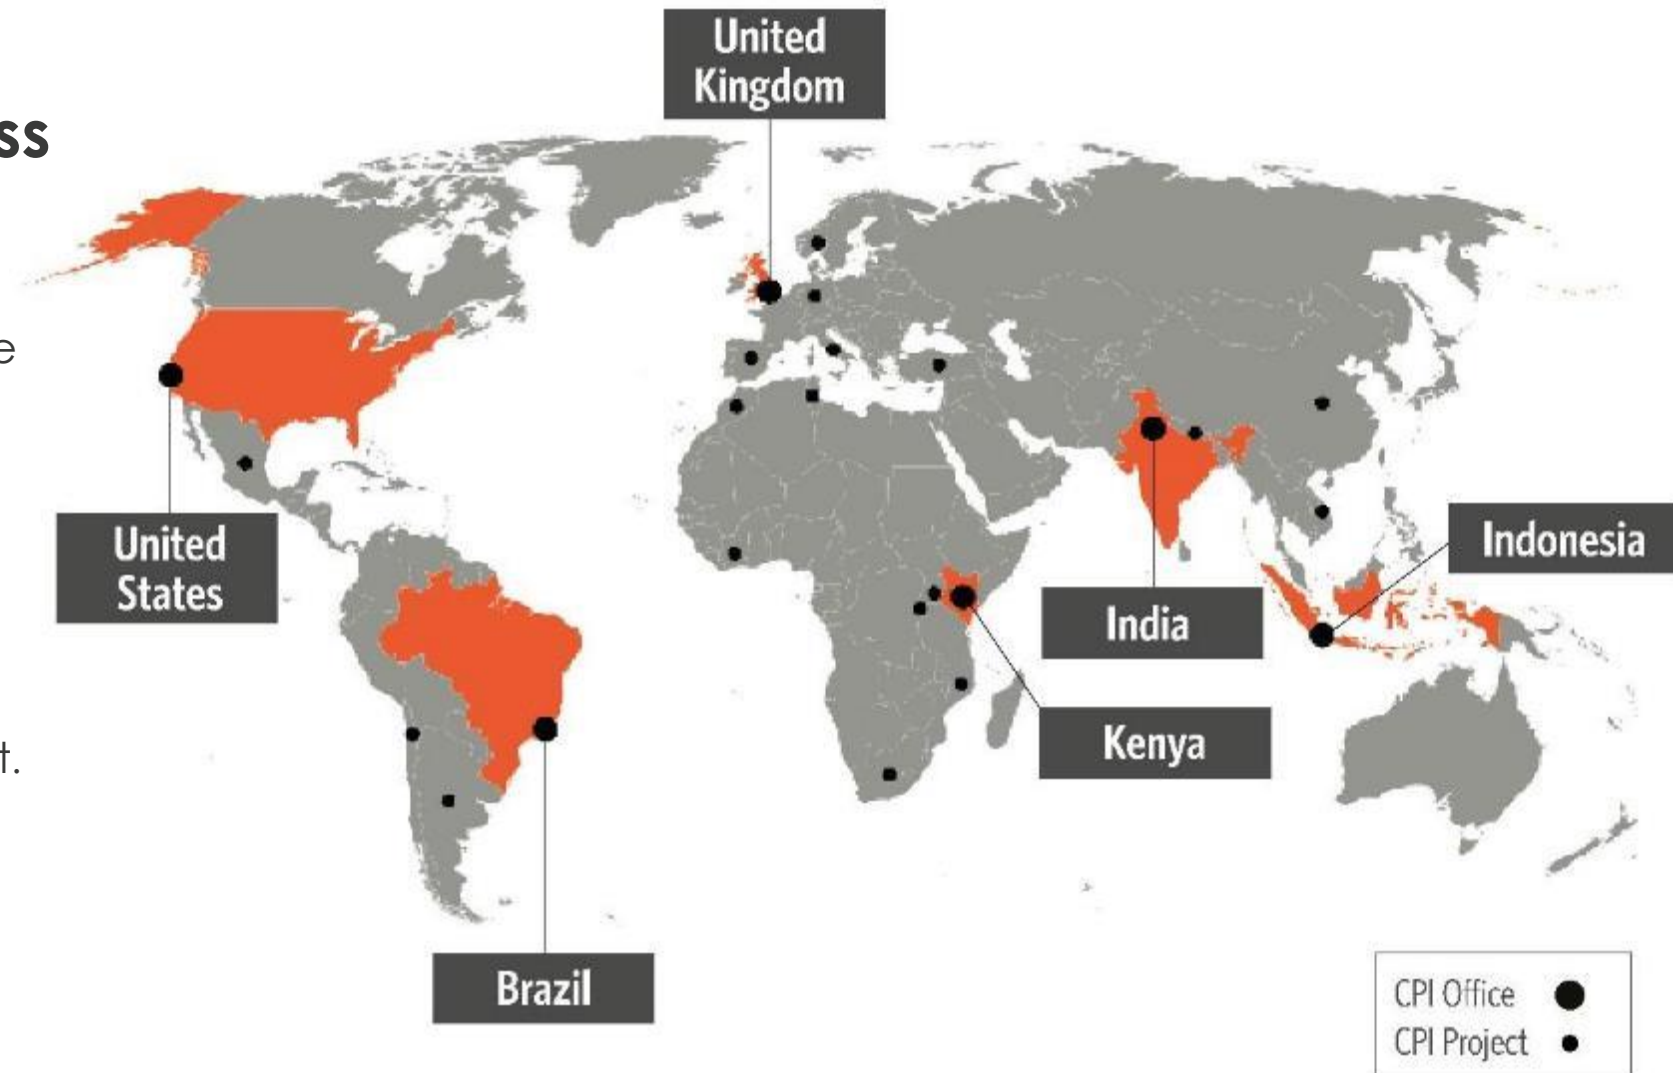 ss
e
t.
United
Kingdom
United
States
Indonesia
India
Kenya
Brazil
CPI Office
CPI Project